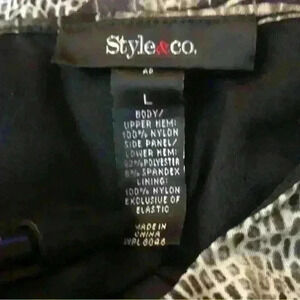 Style&co.
L
BODY/
UPPER HEM:
100% NYLON
SIDE PANEL/
LOWER HEM:
92% POLYESTER
8% SPANDEX
LINING:
100% NYLON
EXCLUSIVE OF
ELASTIC
MADE IN
CHINA